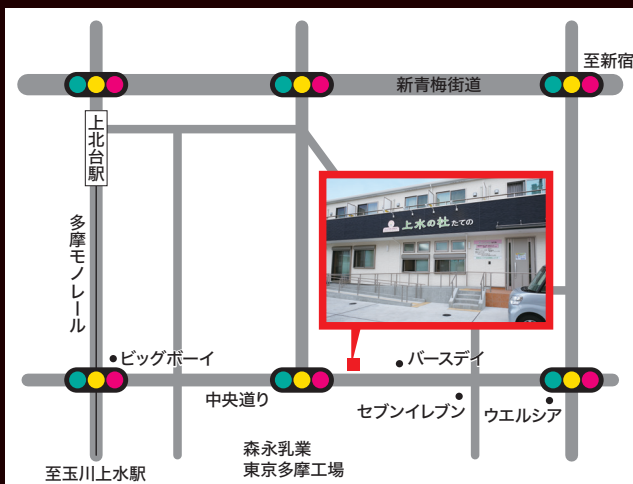 至新宿
新青梅街道
上北台駅
多摩モノレール
上水の杜たての
ビッグボーイ
バースデイ
中央道り
セブンイレブン
ウエルシア
森永乳業
東京多摩工場
至玉川上水駅